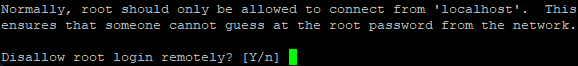 Normally, root should only be allowed to connect from 'localhost'.  This
ensures that someone cannot guess at the root password from the network.
Disallow root login remotely? [Y/n]